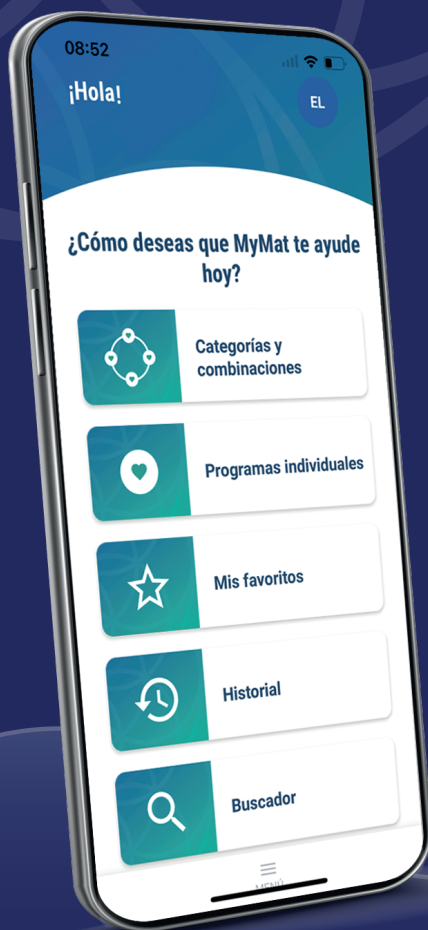 08:52
¡Hola!
EL
¿Cómo deseas que MyMat te ayude
hoy?
Categorías y
combinaciones
Programas individuales
Mis favoritos
Historial
Buscador
MENÚ